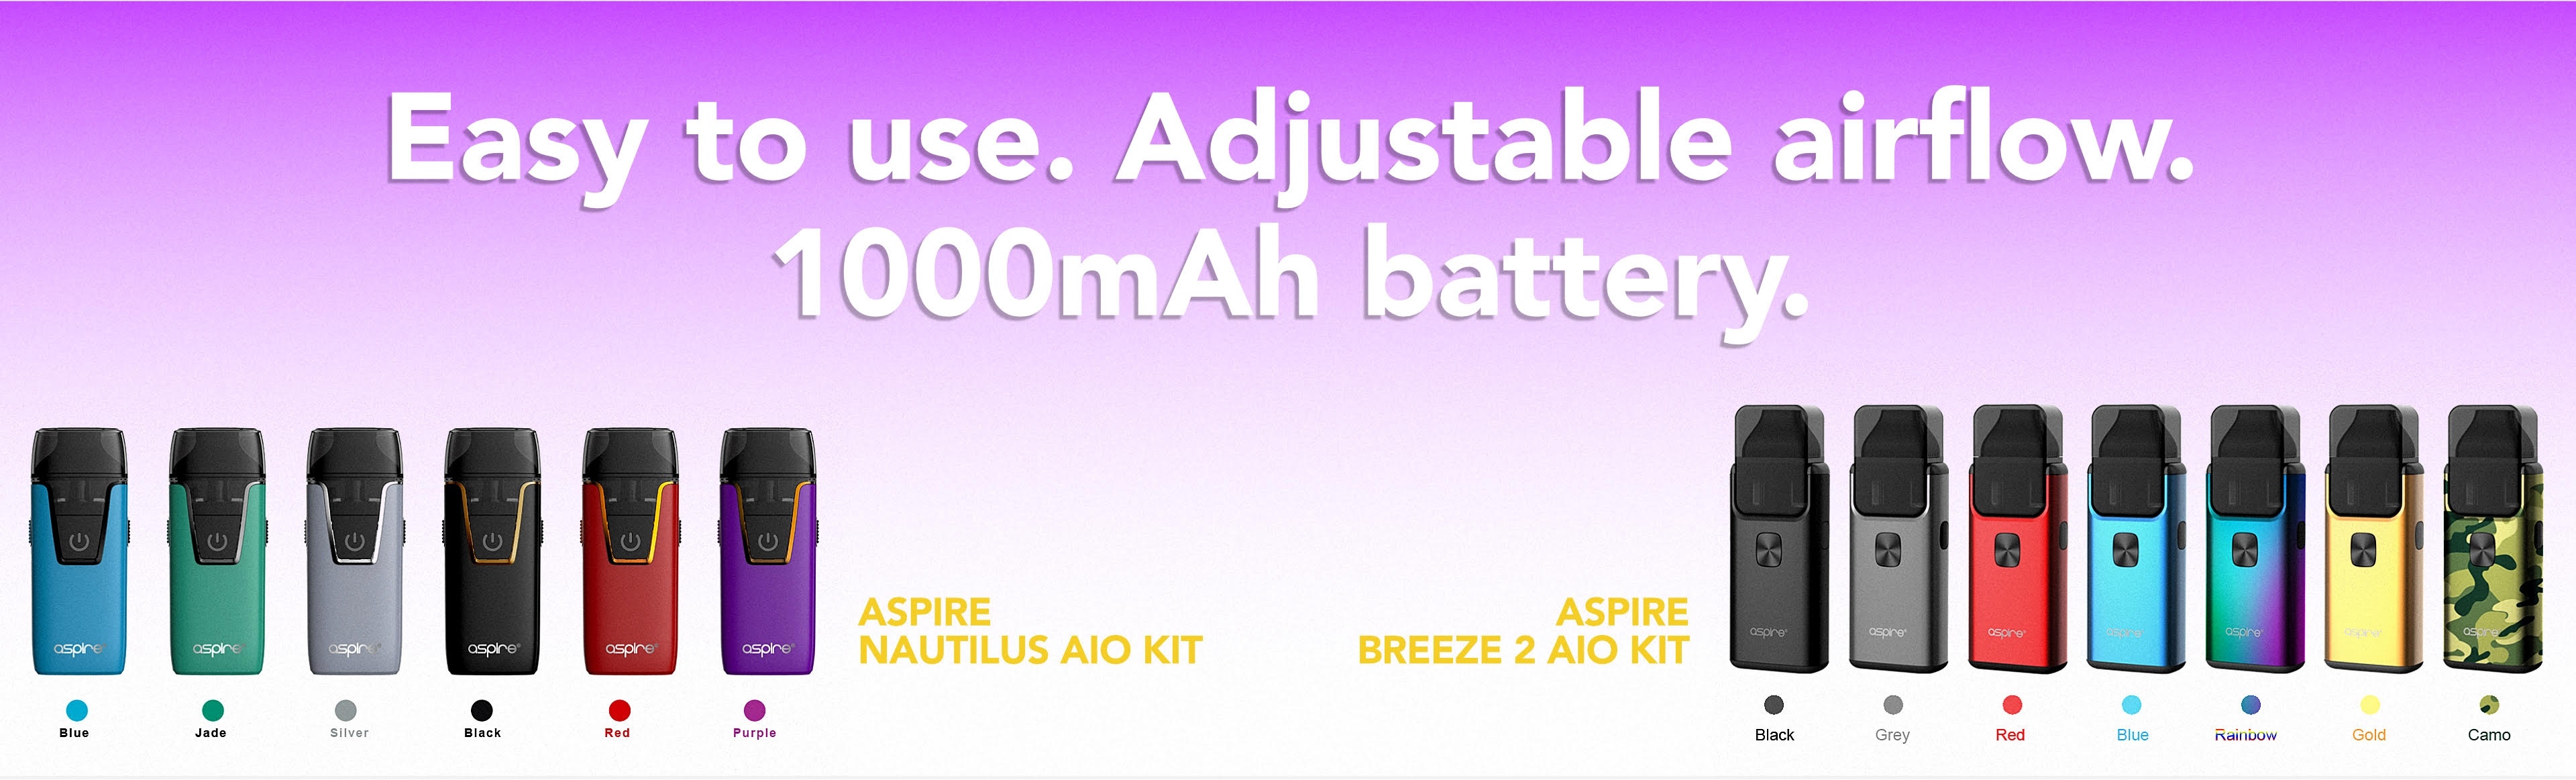 Easy to use. Adjustable airflow.
1000mAh battery.
ASPIRE
NAUTILUS AIO KIT
aspire
aspire
aspire
aspire
aspire
aspire
Blue
Jade
Silver
Black
Red
Purple
ASPIRE
BREEZE 2 AIO KIT
aspire
aspire
aspire
aspire
aspire
aspire
aspire
Black
Grey
Red
Blue
Rainbow
Gold
Camo